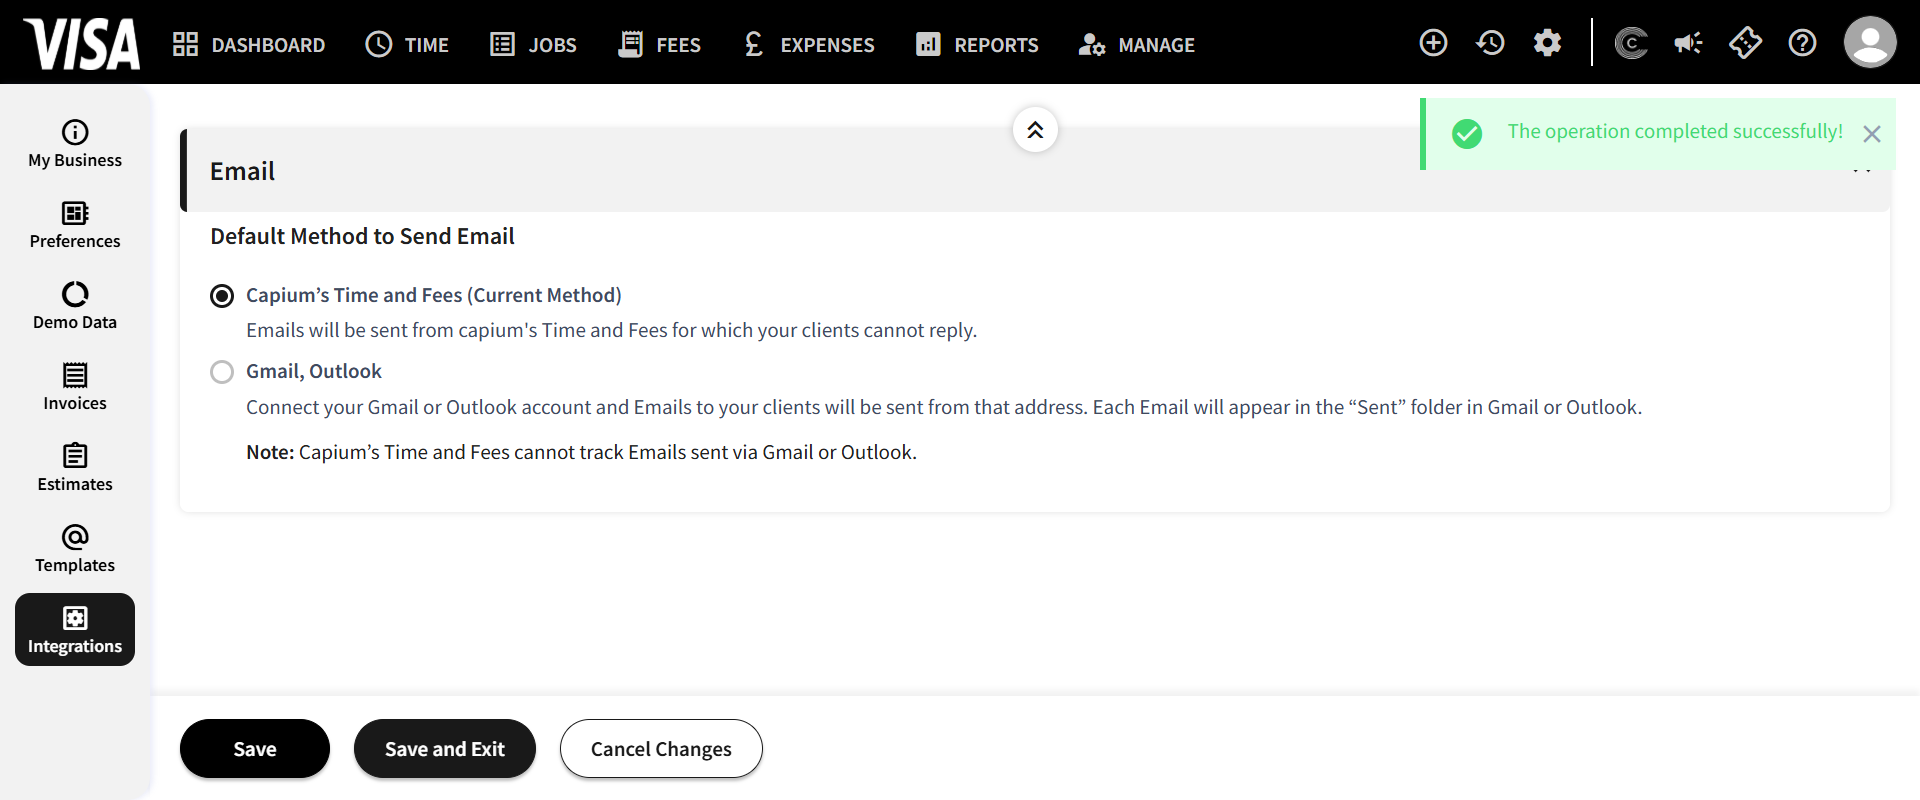 VISA
DASHBOARD
TIME
JOBS
FEES
EXPENSES
REPORTS
MANAGE
The operation completed successfully!
My Business
Preferences
Demo Data
Invoices
Estimates
Templates
Integrations
Email
Default Method to Send Email
Capium’s Time and Fees (Current Method)
Emails will be sent from capium's Time and Fees for which your clients cannot reply.
Gmail, Outlook
Connect your Gmail or Outlook account and Emails to your clients will be sent from that address. Each Email will appear in the “Sent” folder in Gmail or Outlook.
Note: Capium’s Time and Fees cannot track Emails sent via Gmail or Outlook.
Save
Save and Exit
Cancel Changes